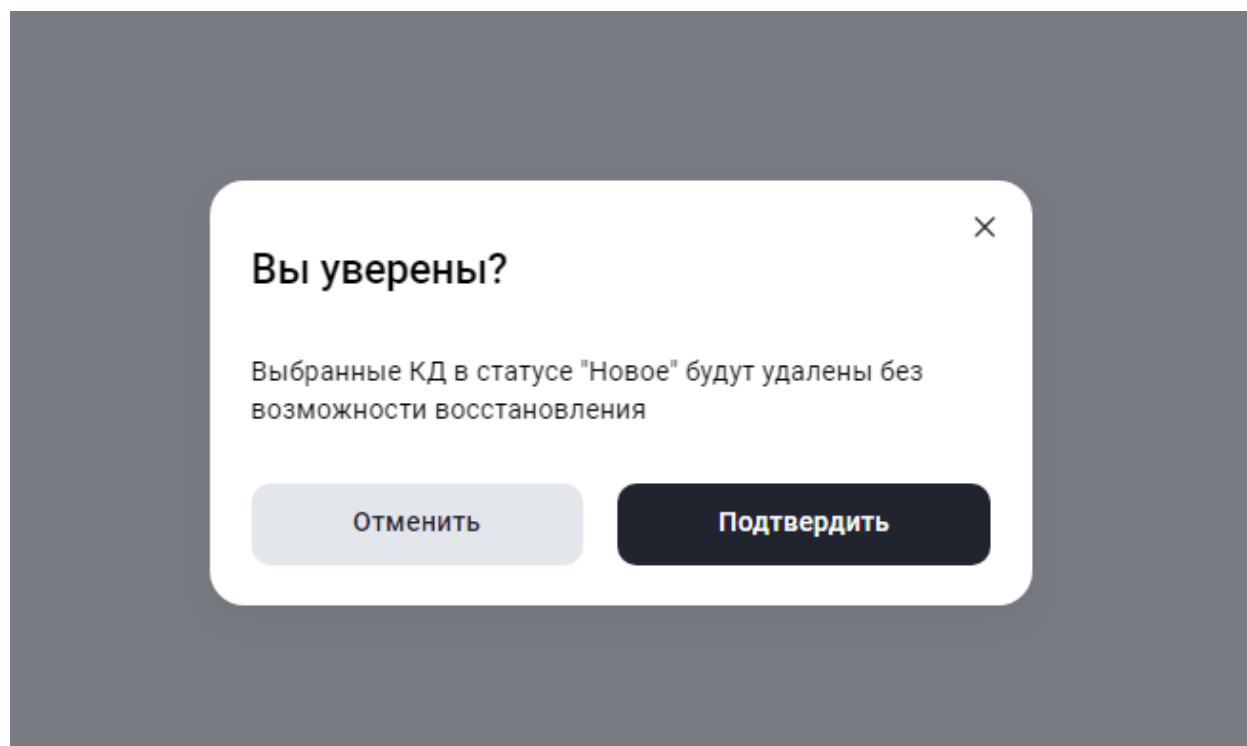 Вы уверены?
Выбранные КД в статусе "Новое" будут удалены без
возможности восстановления
Отменить
Подтвердить